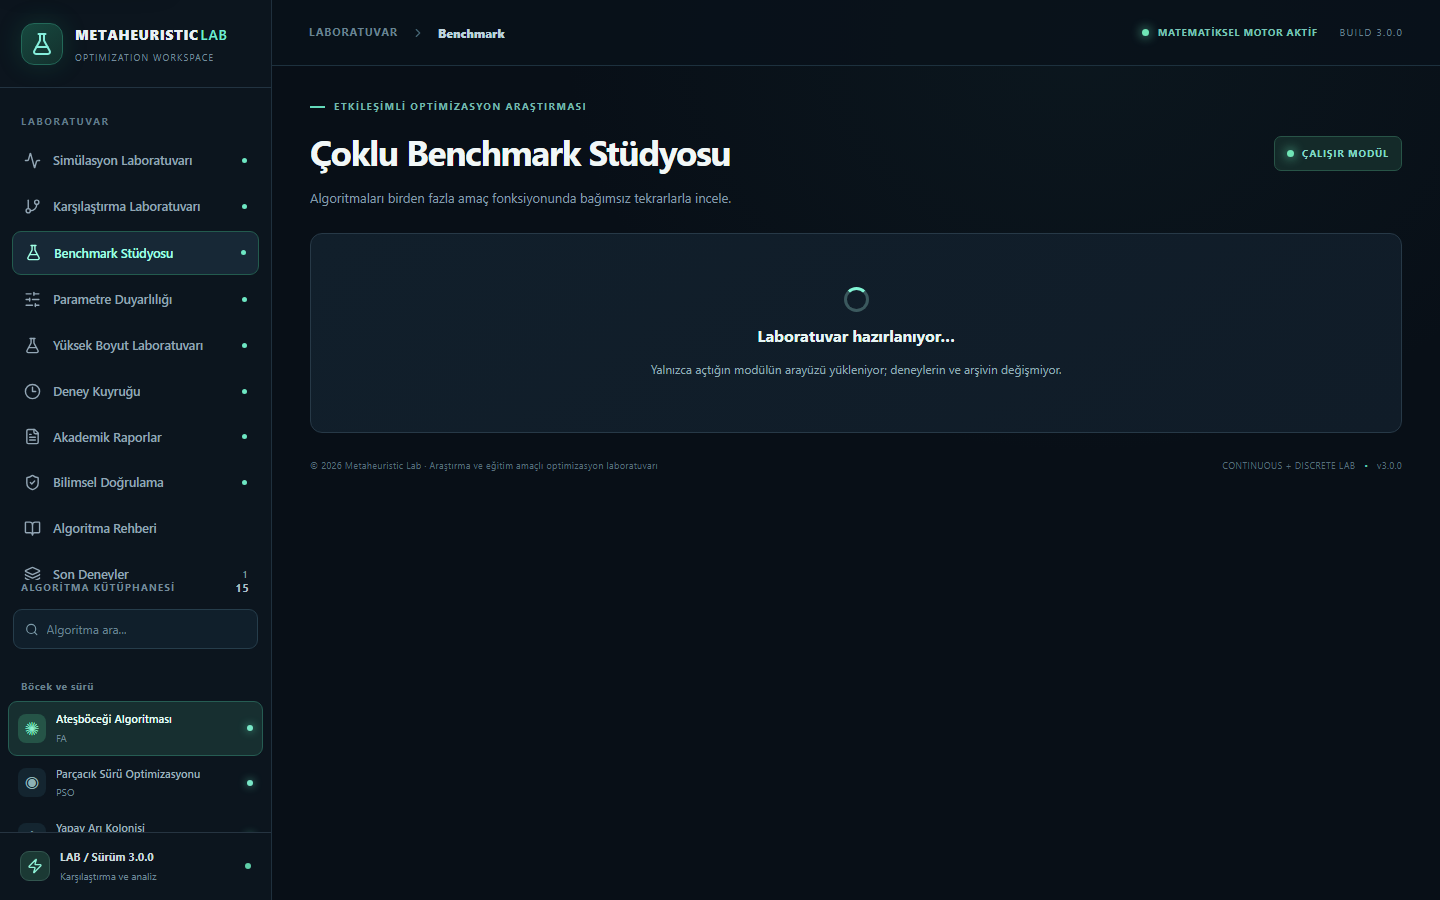 METAHEURISTICLAB
OPTIMIZATION WORKSPACE
LABORATUVAR
Simülasyon Laboratuvarı
Karşılaştırma Laboratuvarı
Benchmark Stüdyosu
Parametre Duyarlılığı
Yüksek Boyut Laboratuvarı
Deney Kuyruğu
Akademik Raporlar
Bilimsel Doğrulama
Algoritma Rehberi
Son Deneyler 1
ALGORİTMA KÜTÜPHANESİ 15
Algoritma ara...
Böcek ve sürü
Ateşböceği Algoritması
FA
Parçacık Sürü Optimizasyonu
PSO
Yapay Arı Kolonisi
LAB / Sürüm 3.0.0
Karşılaştırma ve analiz
LABORATUVAR > Benchmark
MATEMATİKSEL MOTOR AKTİF BUILD 3.0.0
ETKİLEŞİMLİ OPTİMİZASYON ARAŞTIRMASI
Çoklu Benchmark Stüdyosu
ÇALIŞIR MODÜL
Algoritmaları birden fazla amaç fonksiyonunda bağımsız tekrarlarla incele.
Laboratuvar hazırlanıyor...
Yalnızca açtığın modülün arayüzü yükleniyor; deneylerin ve arşivin değişmiyor.
© 2026 Metaheuristic Lab · Araştırma ve eğitim amaçlı optimizasyon laboratuvarı
CONTINUOUS + DISCRETE LAB • v3.0.0